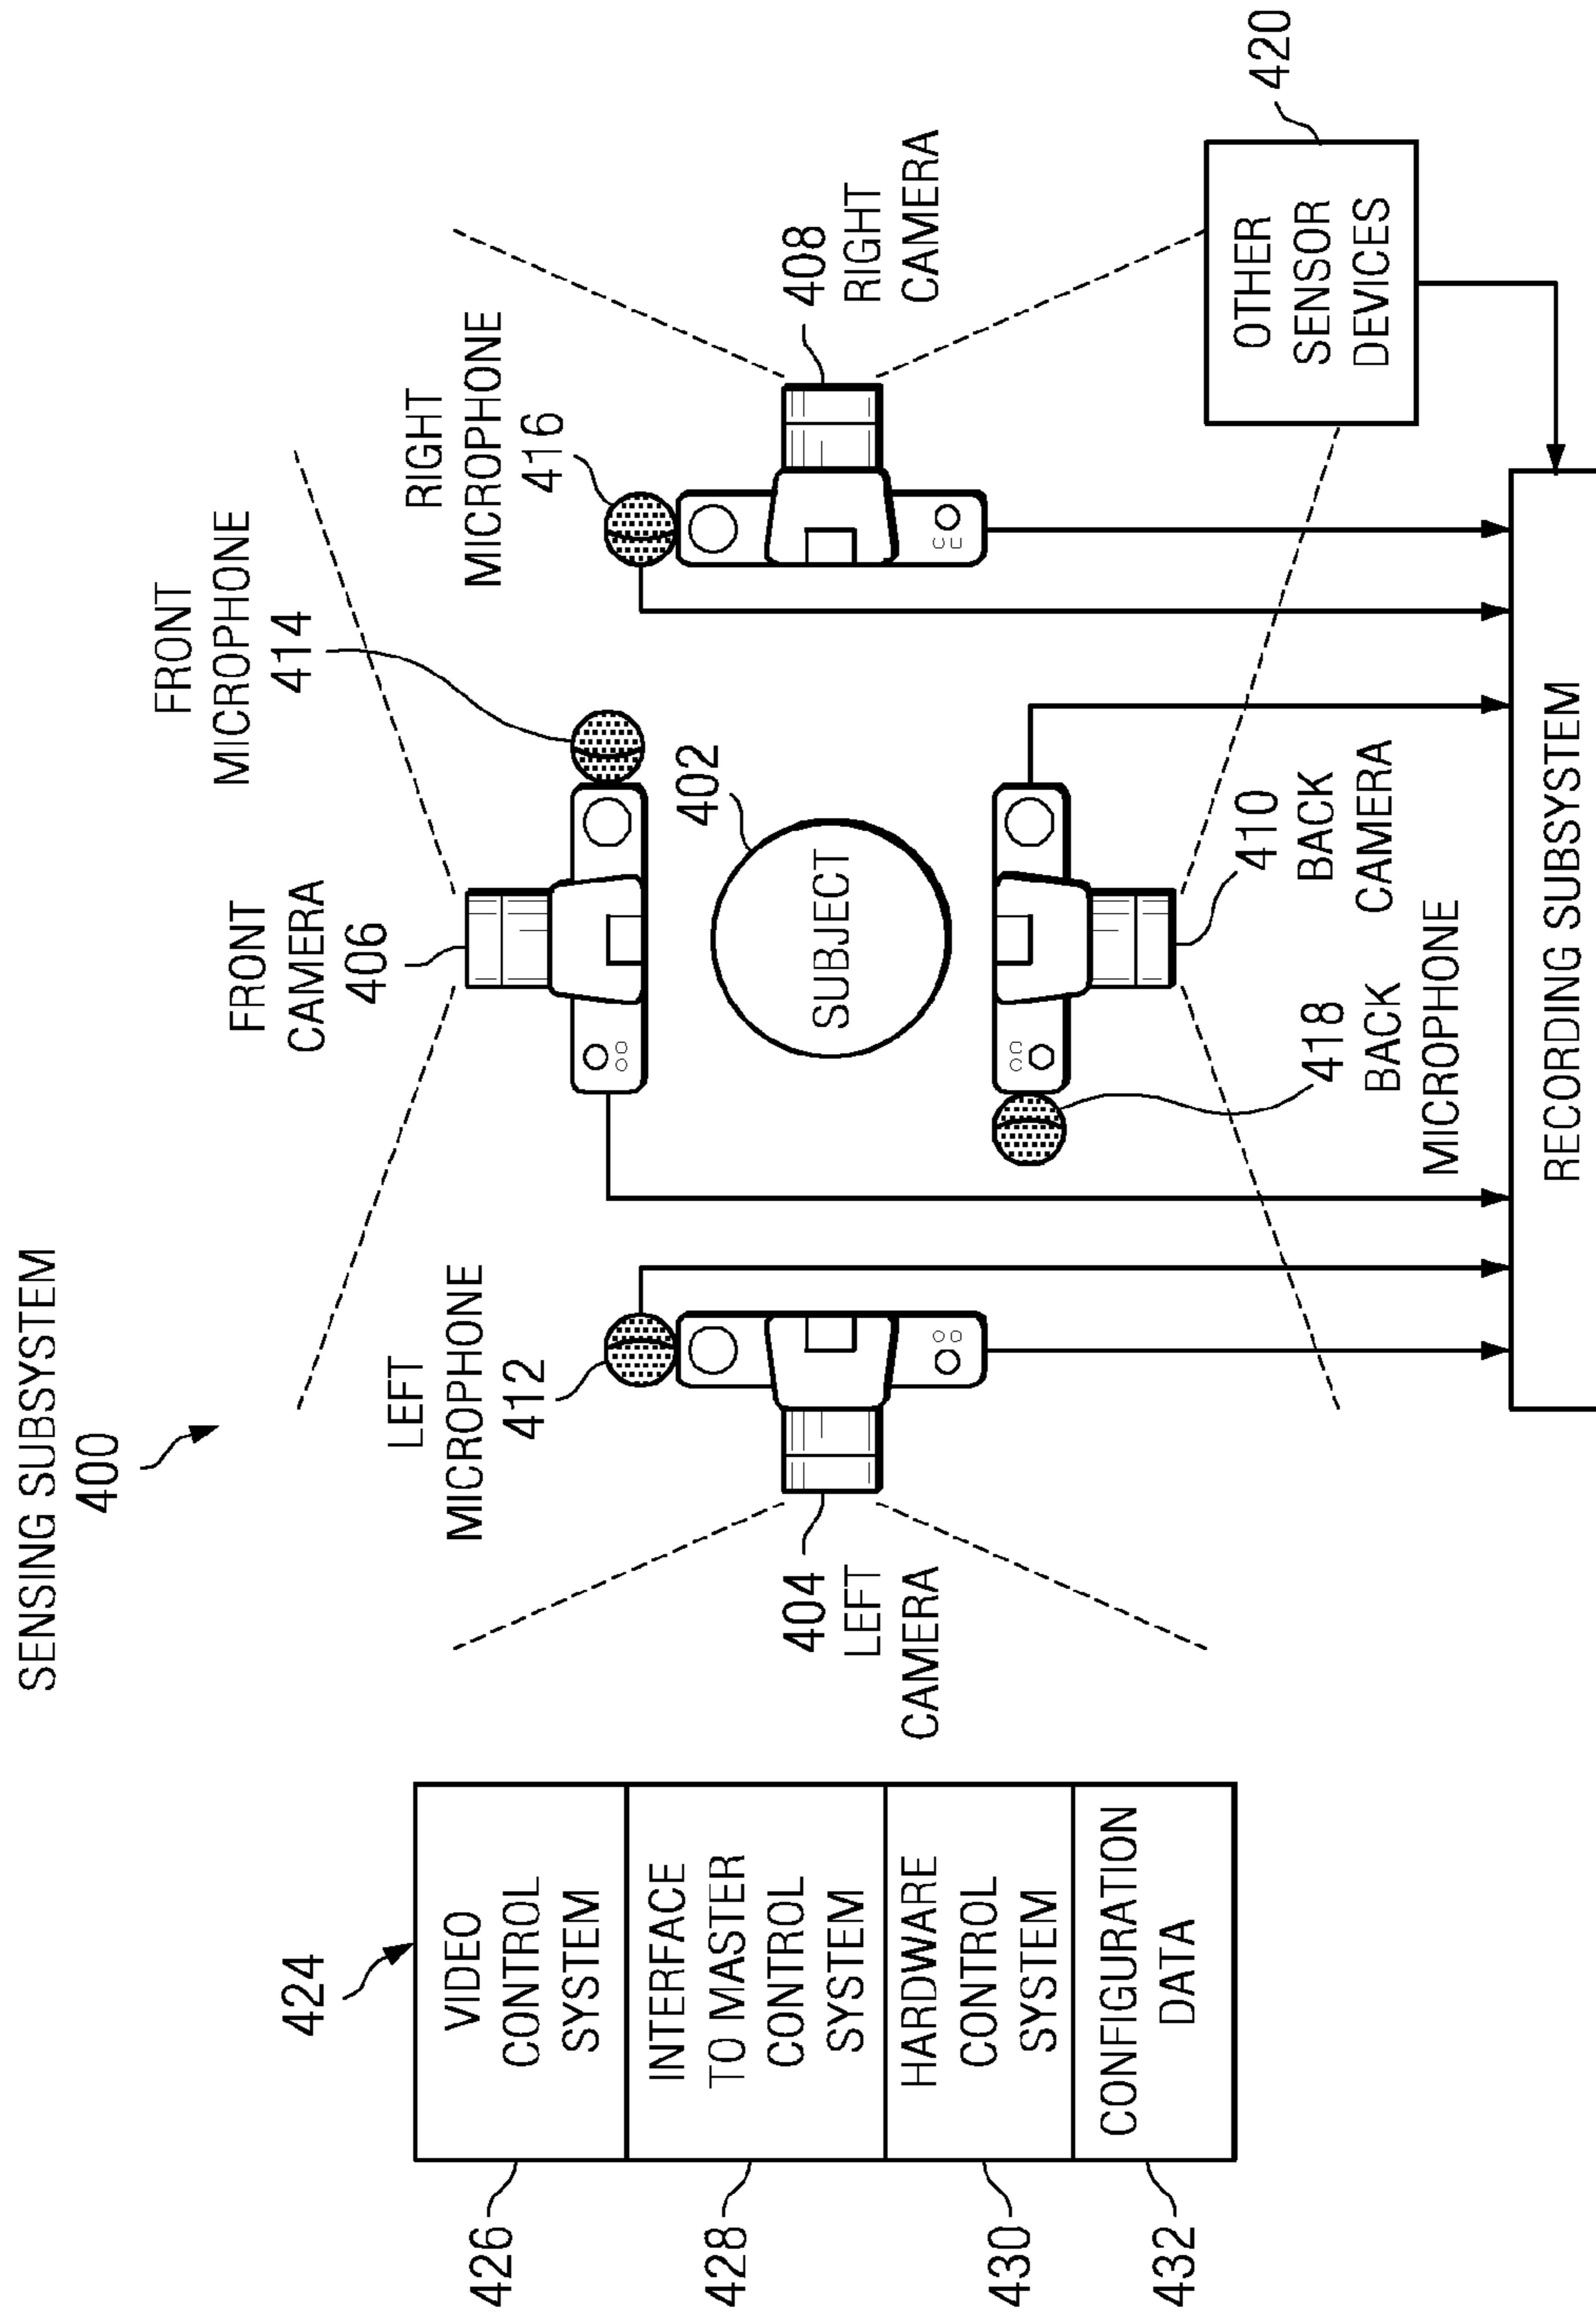 SENSING SUBSYSTEM
400
424
VIDEO
CONTROL
SYSTEM
INTERFACE
TO MASTER
CONTROL
SYSTEM
HARDWARE
CONTROL
SYSTEM
CONFIGURATION
DATA
426
428
430
432
LEFT
MICROPHONE
412
404
LEFT
CAMERA
FRONT
CAMERA
406
FRONT
MICROPHONE
414
402
SUBJECT
RIGHT
MICROPHONE
416
408
RIGHT
CAMERA
418
BACK
MICROPHONE
410
BACK
CAMERA
420
OTHER
SENSOR
DEVICES
RECORDING SUBSYSTEM